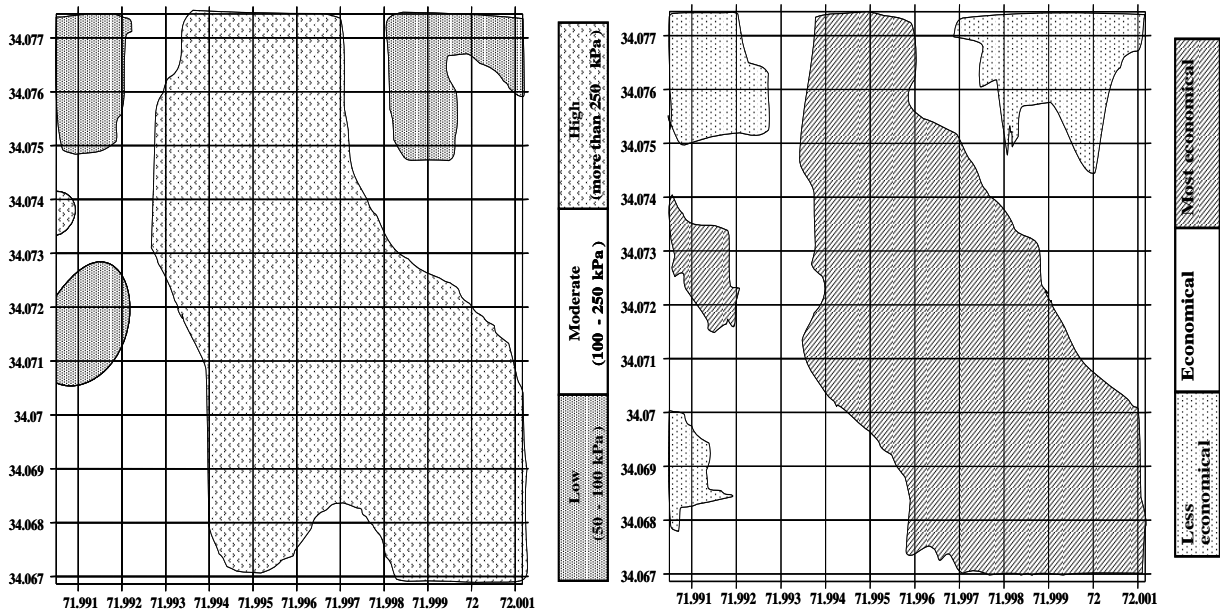 34.077
34.076
34.075
34.074
34.073
34.072
34.071
34.07
34.069
34.068
34.067
71.991 71.992 71.993 71.994 71.995 71.996 71.997 71.998 71.999 72 72.001
High
(more than 250 kPa)
Moderate
(100 - 250 kPa)
Low
(50 - 100 kPa)
34.077
34.076
34.075
34.074
34.073
34.072
34.071
34.07
34.069
34.068
34.067
71.991 71.992 71.993 71.994 71.995 71.996 71.997 71.998 71.999 72 72.001
Most economical
Economical
Less
economical